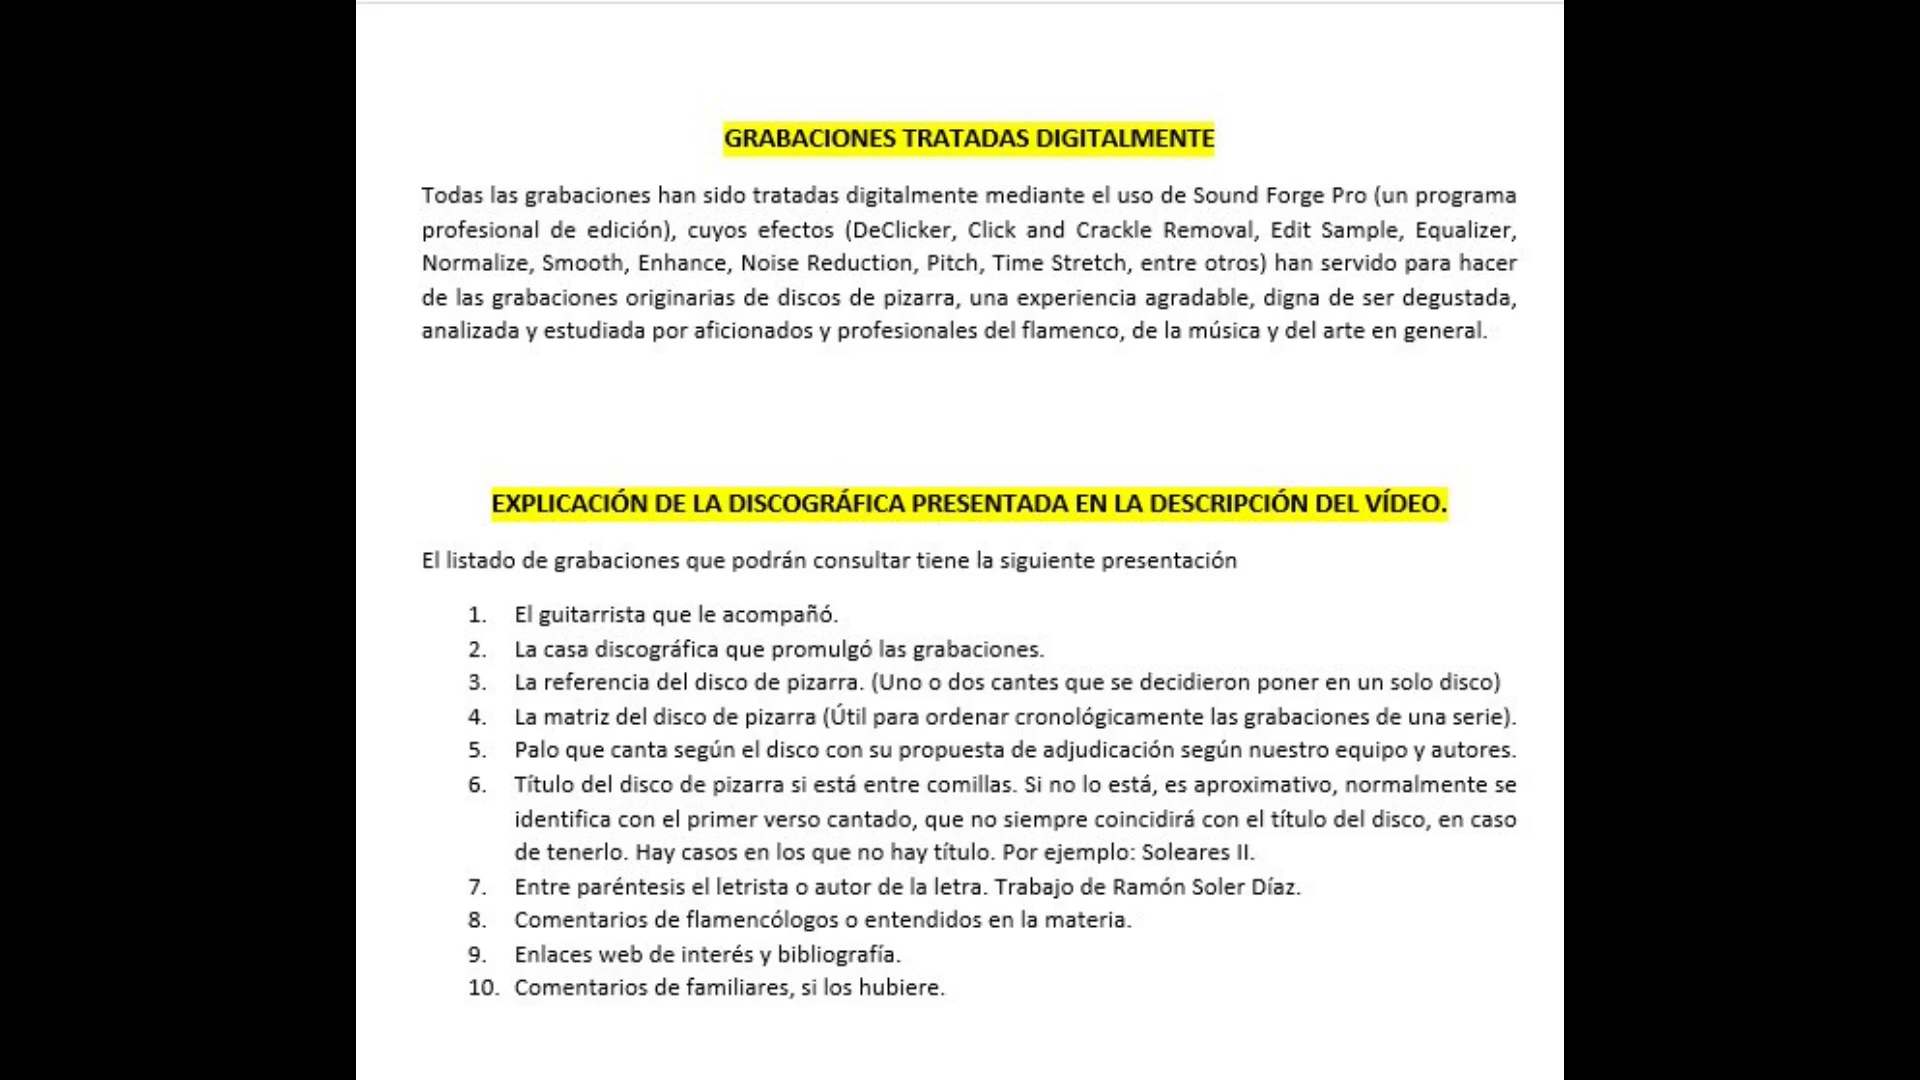 GRABACIONES TRATADAS DIGITALMENTE
Todas las grabaciones han sido tratadas digitalmente mediante el uso de Sound Forge Pro (un programa
profesional de edición), cuyos efectos (DeClicker, Click and Crackle Removal, Edit Sample, Equalizer,
Normalize, Smooth, Enhance, Noise Reduction, Pitch, Time Stretch, entre otros) han servido para hacer
de las grabaciones originarias de discos de pizarra, una experiencia agradable, digna de ser degustada,
analizada y estudiada por aficionados y profesionales del flamenco, de la música y del arte en general.
EXPLICACIÓN DE LA DISCOGRÁFICA PRESENTADA EN LA DESCRIPCIÓN DEL VÍDEO.
El listado de grabaciones que podrán consultar tiene la siguiente presentación
1. El guitarrista que le acompañó.
2. La casa discográfica que promulgó las grabaciones.
3. La referencia del disco de pizarra. (Uno o dos cantes que se decidieron poner en un solo disco)
4. La matriz del disco de pizarra (Útil para ordenar cronológicamente las grabaciones de una serie).
5. Palo que canta según el disco con su propuesta de adjudicación según nuestro equipo y autores.
6. Título del disco de pizarra si está entre comillas. Si no lo está, es aproximativo, normalmente se
identifica con el primer verso cantado, que no siempre coincidirá con el título del disco, en caso
de tenerlo. Hay casos en los que no hay título. Por ejemplo: Soleares II.
7. Entre paréntesis el letrista o autor de la letra. Trabajo de Ramón Soler Díaz.
8. Comentarios de flamencólogos o entendidos en la materia.
9. Enlaces web de interés y bibliografía.
10. Comentarios de familiares, si los hubiere.